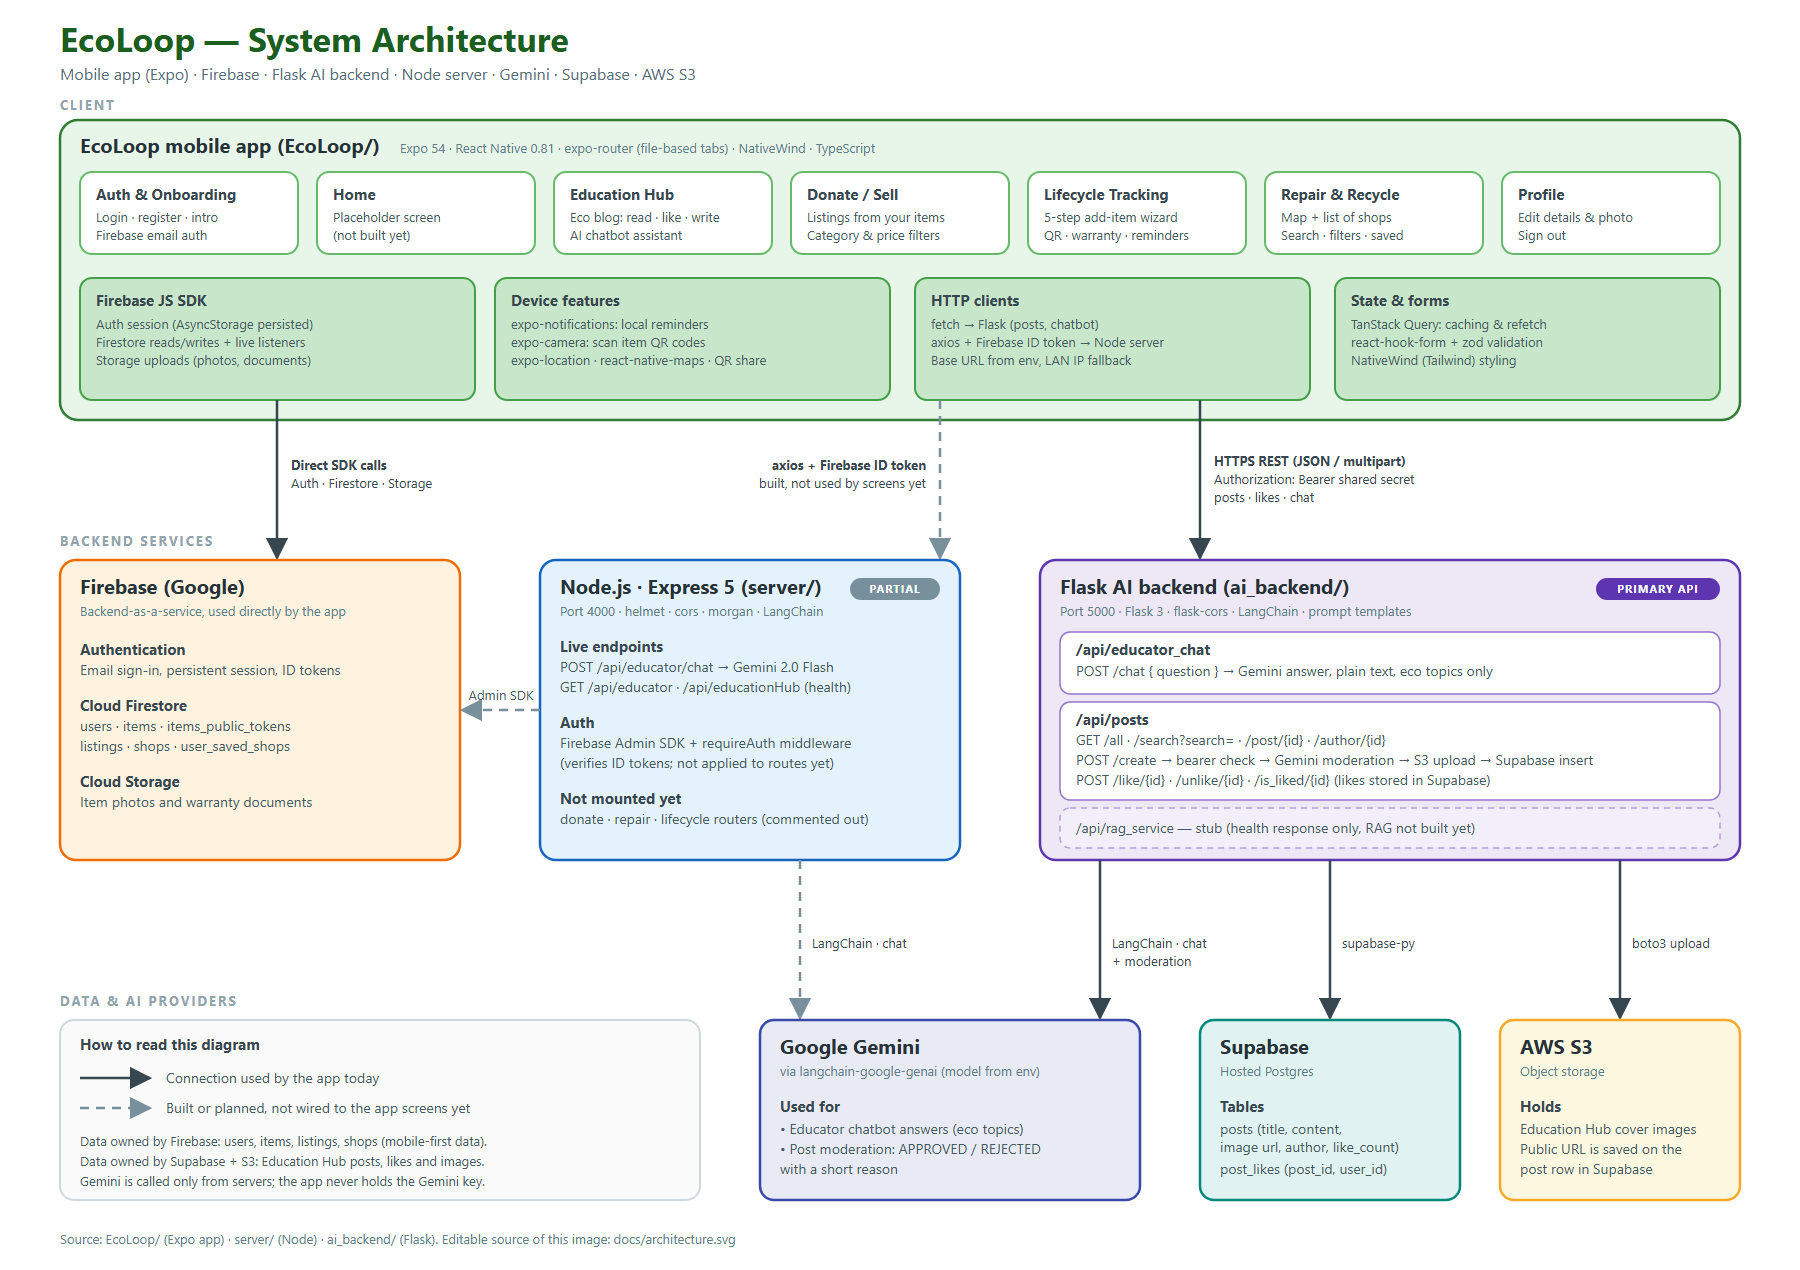 EcoLoop — System Architecture
Mobile app (Expo) · Firebase · Flask AI backend · Node server · Gemini · Supabase · AWS S3
CLIENT
EcoLoop mobile app (EcoLoop/)
Expo 54 · React Native 0.81 · expo-router (file-based tabs) · NativeWind · TypeScript
Auth & Onboarding
Login · register · intro
Firebase email auth
Home
Placeholder screen
(not built yet)
Education Hub
Eco blog: read · like · write
AI chatbot assistant
Donate / Sell
Listings from your items
Category & price filters
Lifecycle Tracking
5-step add-item wizard
QR · warranty · reminders
Repair & Recycle
Map + list of shops
Search · filters · saved
Profile
Edit details & photo
Sign out
Firebase JS SDK
Auth session (AsyncStorage persisted)
Firestore reads/writes + live listeners
Storage uploads (photos, documents)
Device features
expo-notifications: local reminders
expo-camera: scan item QR codes
expo-location · react-native-maps · QR share
HTTP clients
fetch → Flask (posts, chatbot)
axios + Firebase ID token → Node server
Base URL from env, LAN IP fallback
State & forms
TanStack Query: caching & refetch
react-hook-form + zod validation
NativeWind (Tailwind) styling
Direct SDK calls
Auth · Firestore · Storage
axios + Firebase ID token
built, not used by screens yet
HTTPS REST (JSON / multipart)
Authorization: Bearer shared secret
posts · likes · chat
BACKEND SERVICES
Firebase (Google)
Backend-as-a-service, used directly by the app
Authentication
Email sign-in, persistent session, ID tokens
Cloud Firestore
users · items · items_public_tokens
listings · shops · user_saved_shops
Cloud Storage
Item photos and warranty documents
Admin SDK
Node.js · Express 5 (server/)
PARTIAL
Port 4000 · helmet · cors · morgan · LangChain
Live endpoints
POST /api/educator/chat → Gemini 2.0 Flash
GET /api/educator · /api/educationHub (health)
Auth
Firebase Admin SDK + requireAuth middleware
(verifies ID tokens; not applied to routes yet)
Not mounted yet
donate · repair · lifecycle routers (commented out)
Flask AI backend (ai_backend/)
PRIMARY API
Port 5000 · Flask 3 · flask-cors · LangChain · prompt templates
/api/educator_chat
POST /chat { question } → Gemini answer, plain text, eco topics only
/api/posts
GET /all · /search?search= · /post/{id} · /author/{id}
POST /create → bearer check → Gemini moderation → S3 upload → Supabase insert
POST /like/{id} · /unlike/{id} · /is_liked/{id} (likes stored in Supabase)
/api/rag_service — stub (health response only, RAG not built yet)
LangChain · chat
LangChain · chat
+ moderation
supabase-py
boto3 upload
DATA & AI PROVIDERS
How to read this diagram
Connection used by the app today
Built or planned, not wired to the app screens yet
Data owned by Firebase: users, items, listings, shops (mobile-first data).
Data owned by Supabase + S3: Education Hub posts, likes and images.
Gemini is called only from servers; the app never holds the Gemini key.
Google Gemini
via langchain-google-genai (model from env)
Used for
• Educator chatbot answers (eco topics)
• Post moderation: APPROVED / REJECTED
with a short reason
Supabase
Hosted Postgres
Tables
posts (title, content,
image url, author, like_count)
post_likes (post_id, user_id)
AWS S3
Object storage
Holds
Education Hub cover images
Public URL is saved on the
post row in Supabase
Source: EcoLoop/ (Expo app) · server/ (Node) · ai_backend/ (Flask). Editable source of this image: docs/architecture.svg